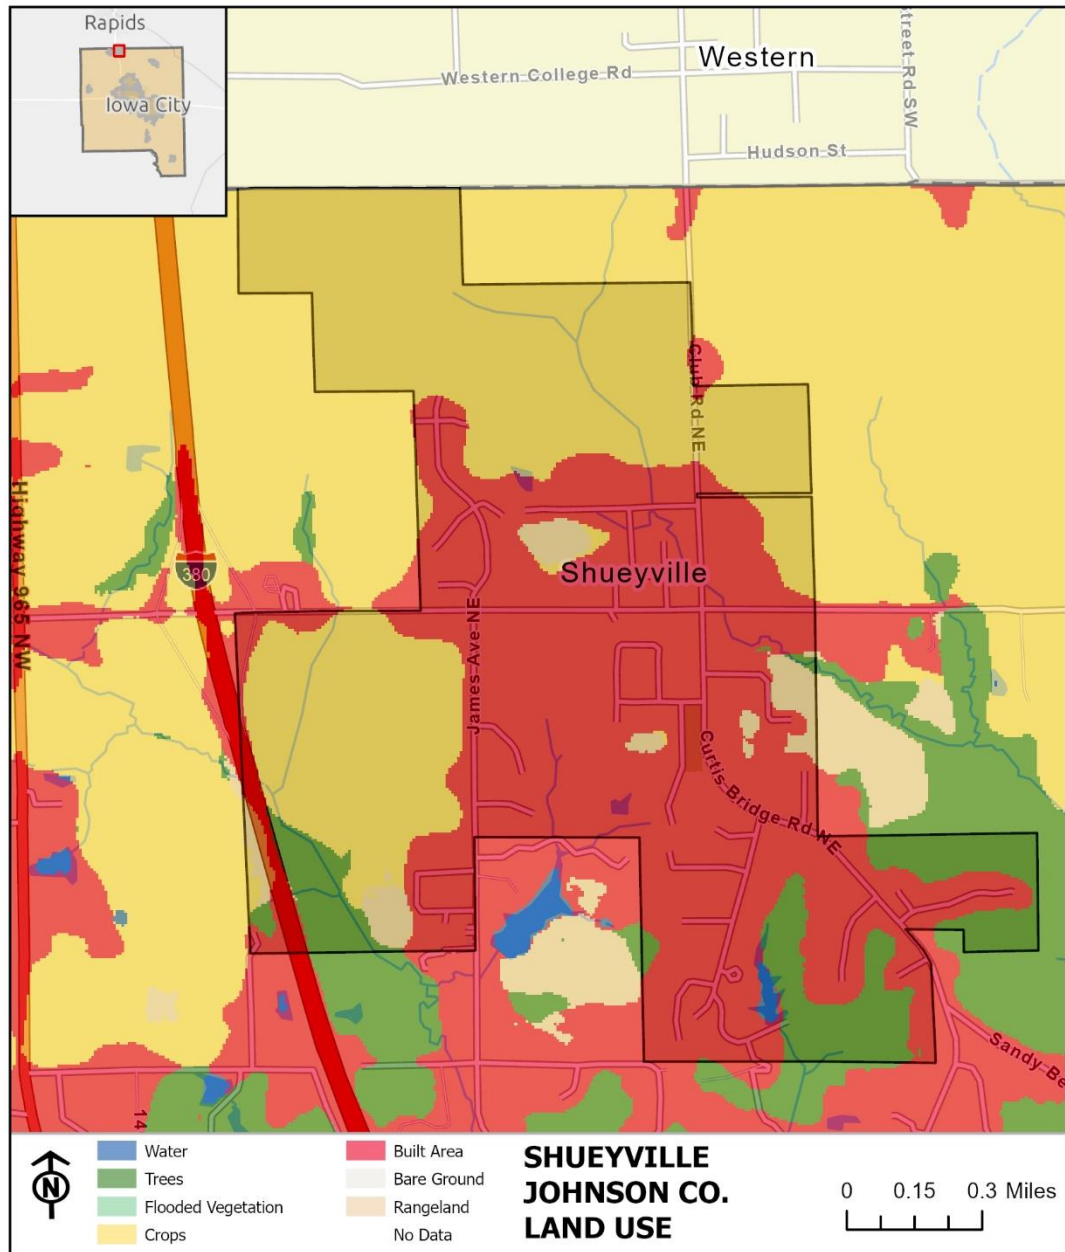 Rapids
Iowa City
Western
Western College Rd
Street Rd SW
Hudson St
Club Rd NE
Highway 965 NW
380
Shueyville
James Ave NE
Curtis Bridge Rd NE
Sandy Be
14
N
Water
Trees
Flooded Vegetation
Crops
Built Area
Bare Ground
Rangeland
No Data
SHUEYVILLE
JOHNSON CO.
LAND USE
0 0.15 0.3 Miles